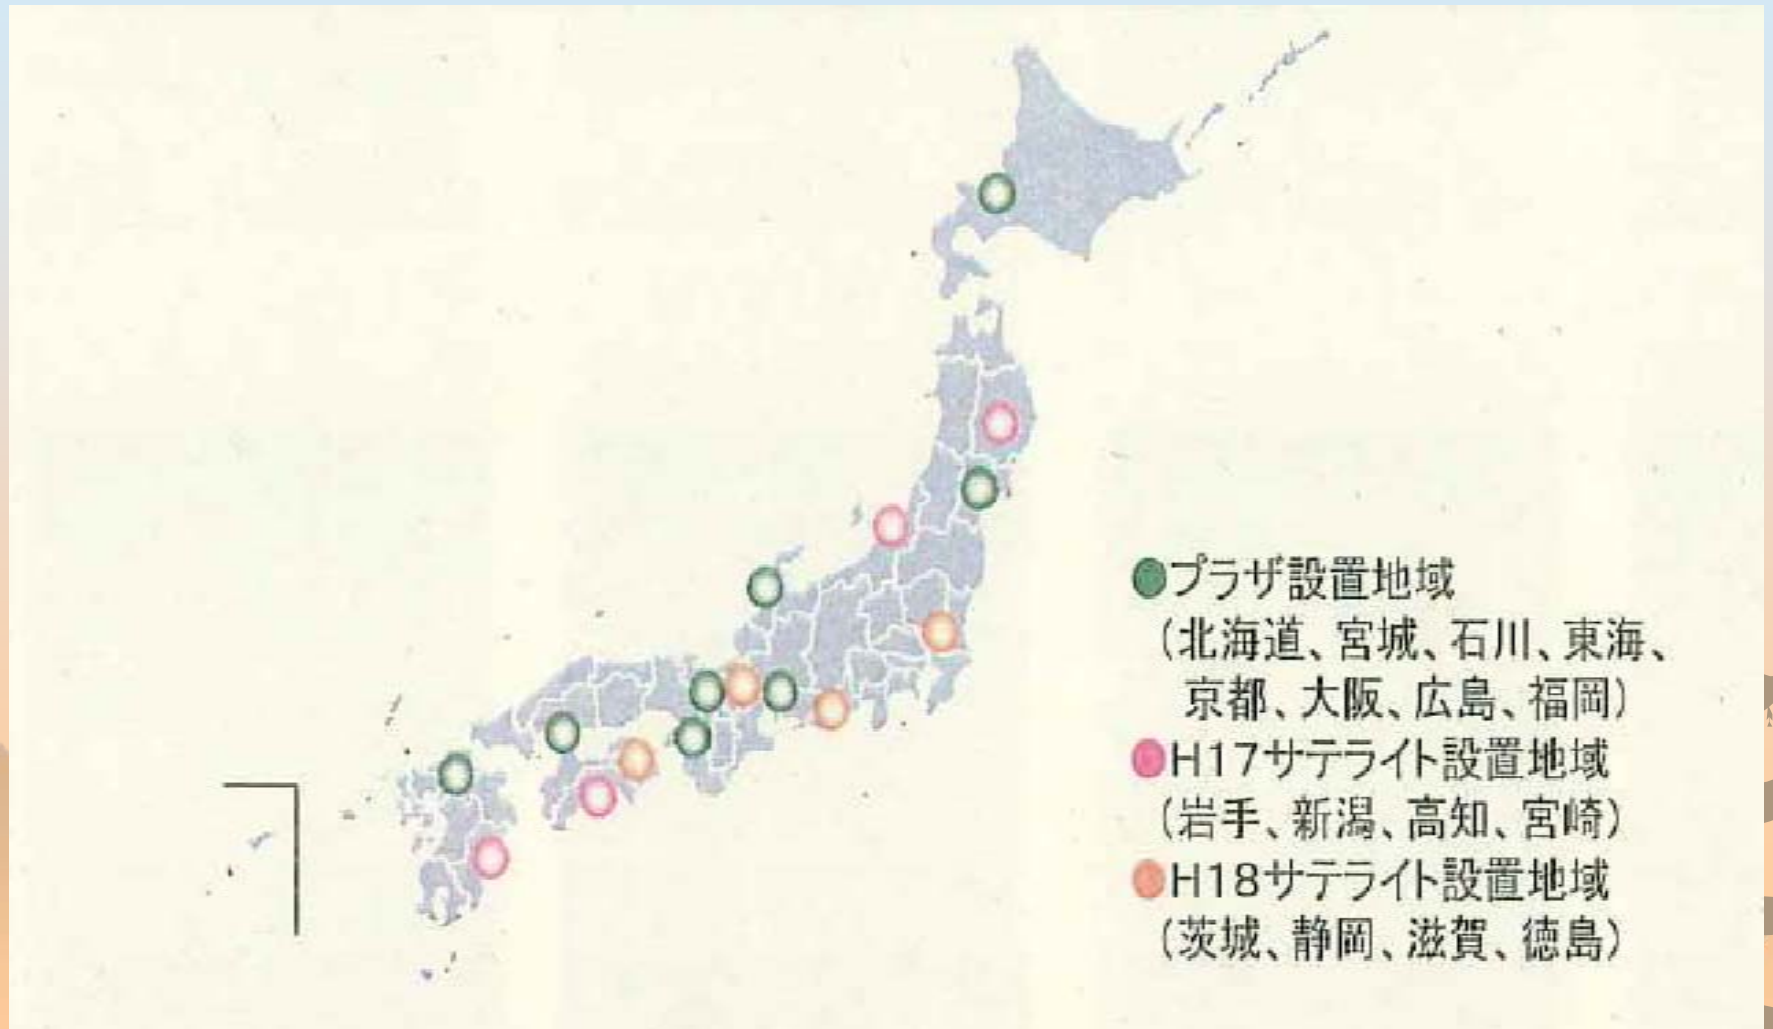 ●プラザ設置地域
(北海道、宮城、石川、東海、
京都、大阪、広島、福岡)
●H17サテライト設置地域
(岩手、新潟、高知、宮崎)
●H18サテライト設置地域
(茨城、静岡、滋賀、徳島)